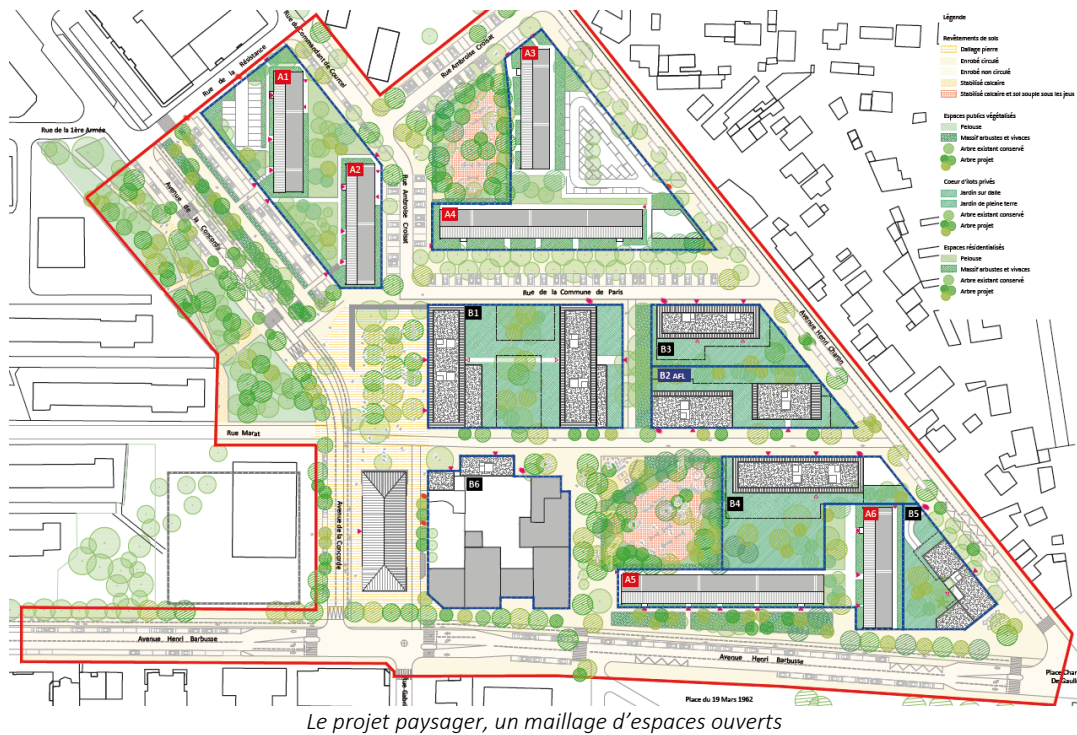 Légende
Revêtements de sols
Dallage pierre
Enrobé circulé
Enrobé non circulé
Stabilisé calcaire
Stabilisé calcaire et sol souple sous les jeux
Espaces publics végétalisés
Pelouse
Massif arbustes et vivaces
Arbre existant conservé
Arbre projet
Coeur d'îlots privés
Jardin sur dalle
Jardin de pleine terre
Arbre existant conservé
Arbre projet
Espaces résidentialisés
Pelouse
Massif arbustes et vivaces
Arbre existant conservé
Arbre projet
Rue du Commandant de Courcel
Rue de la Résistance
Rue Ambroise Croizat
A1
A3
Rue de la 1ère Armée
A2
Rue Ambroise Croizat
Avenue de la Concorde
A4
Rue de la Commune de Paris
Avenue Henri Charlin
B1
B3
B2 AFL
Rue Marat
B6
B4
A6
B5
Avenue de la Concorde
A5
Avenue Henri Barbusse
Avenue Henri Barbusse
Place du 19 Mars 1962
Le projet paysager, un maillage d'espaces ouverts